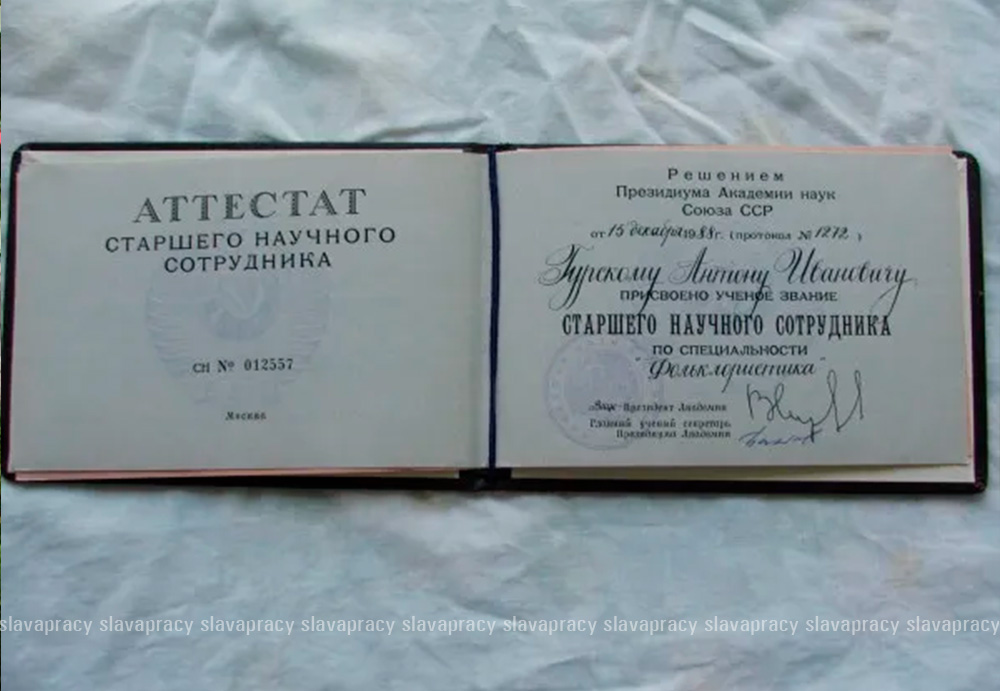 АТТЕСТАТ
СТАРШЕГО НАУЧНОГО
СОТРУДНИКА
СН № 012557
Москва
Решением
Президиума Академии наук
Союза ССР
от 15 декабря 1988 г. (протокол № 1272 )
Гурскому Антону Ивановичу
ПРИСВОЕНО УЧЕНОЕ ЗВАНИЕ
СТАРШЕГО НАУЧНОГО СОТРУДНИКА
ПО СПЕЦИАЛЬНОСТИ
"Фольклористика"
Президент Академии
Главный ученый секретарь
Президиума Академии
slavapracy slavapracy slavapracy slavapracy slavapracy slavapracy slavapracy slavapracy slavapracy slavapracy